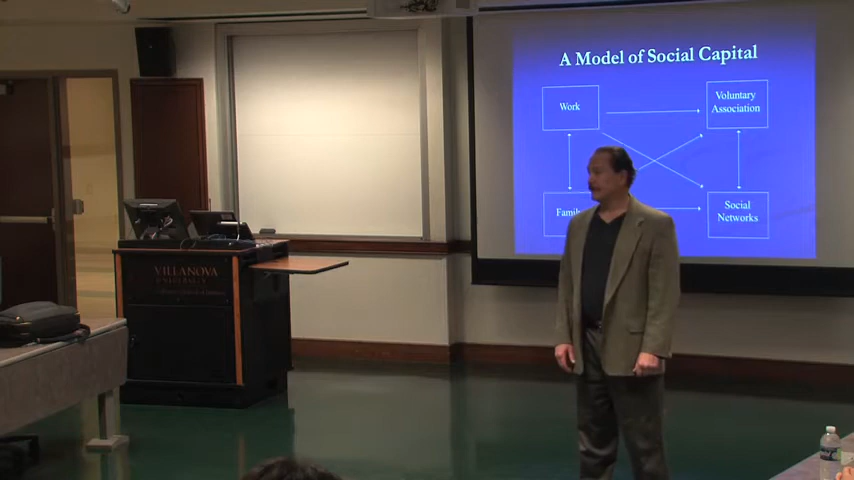 A Model of Social Capital
Work
Voluntary
Association
Social
Networks
VILLANOVA
UNIVERSITY